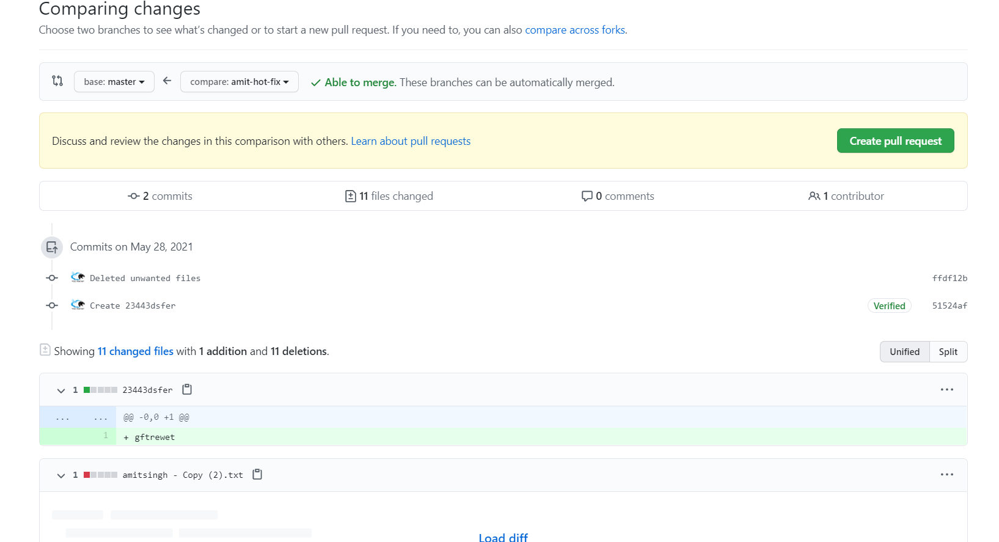 Comparing changes
Choose two branches to see what's changed or to start a new pull request. If you need to, you can also compare across forks.
base: master compare: amit-hot-fix Able to merge. These branches can be automatically merged.
Discuss and review the changes in this comparison with others. Learn about pull requests Create pull request
2 commits 11 files changed 0 comments 1 contributor
Commits on May 28, 2021
Deleted unwanted files ffdf12b
Create 23443dsfer Verified 51524af
Showing 11 changed files with 1 addition and 11 deletions. Unified Split
1 23443dsfer ...
... ... @@ -0,0 +1 @@
1 + gftrewet
1 amitsingh - Copy (2).txt ...
Load diff